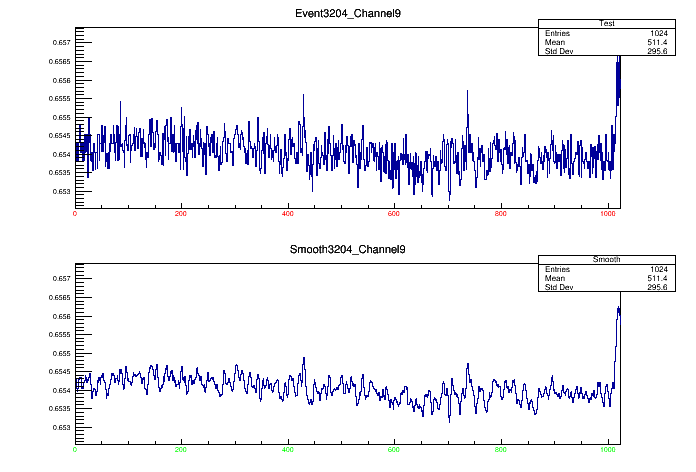 Event3204_Channel9
Test
Entries 1024
Mean 511.4
Std Dev 295.6
0.657
0.6565
0.656
0.6555
0.655
0.6545
0.654
0.6535
0.653
0 200 400 600 800 1000
Smooth3204_Channel9
Smooth
Entries 1024
Mean 511.4
Std Dev 295.6
0.657
0.6565
0.656
0.6555
0.655
0.6545
0.654
0.6535
0.653
0 200 400 600 800 1000